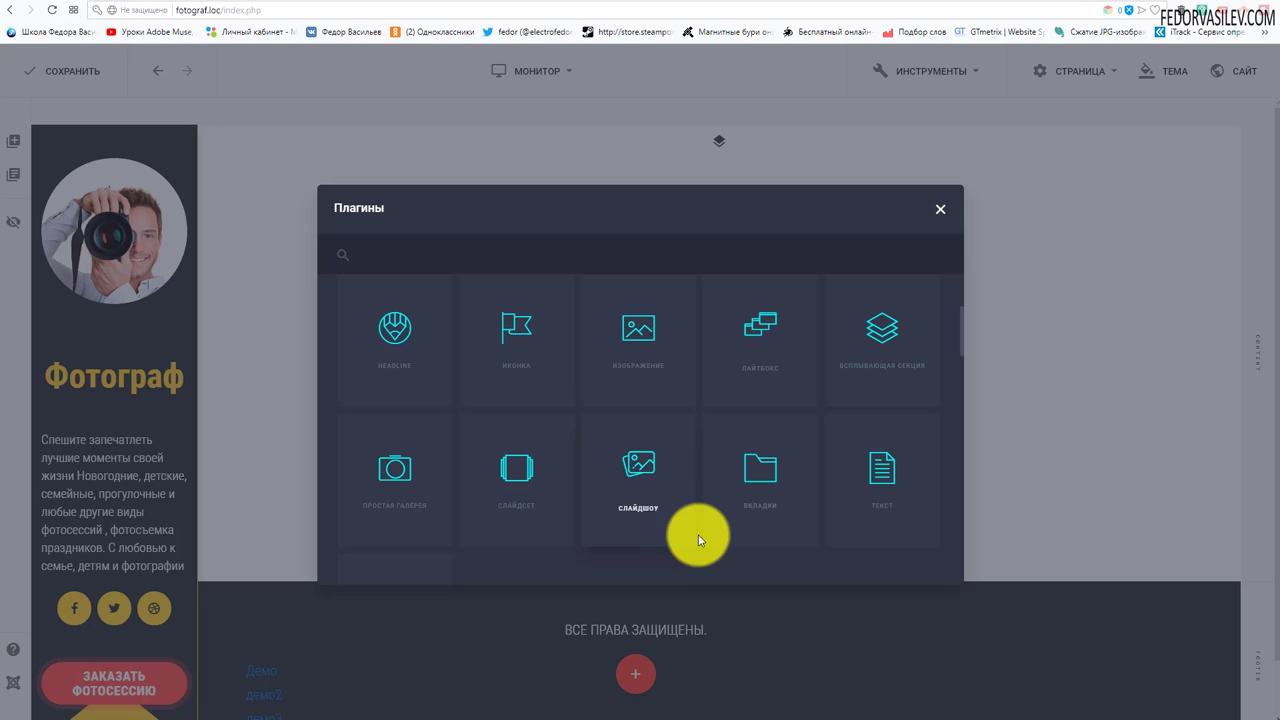 Не защищено
fotograf.loc/index.php
FEDORVASILEV.COM
Школа Федора Васи
Уроки Adobe Muse,
Личный кабинет - М
Федор Васильев
(2) Одноклассники
fedor (@electrofedo
http://store.steampo
Магнитные бури он
Бесплатный онлайн-
Подбор слов
GTmetrix | Website Sp
Сжатие JPG-изобра
iTrack - Сервис опре
СОХРАНИТЬ
МОНИТОР
ИНСТРУМЕНТЫ
СТРАНИЦА
ТЕМА
САЙТ
Плагины
HEADLINE
ИКОНКА
ИЗОБРАЖЕНИЕ
ЛАЙТБОКС
ВСПЛЫВАЮЩАЯ СЕКЦИЯ
ПРОСТАЯ ГАЛЕРЕЯ
СЛАЙДСЕТ
СЛАЙДШОУ
ВКЛАДКИ
ТЕКСТ
Фотограф
Спешите запечатлеть
лучшие моменты своей
жизни Новогодние, детские,
семейные, прогулочные и
любые другие виды
фотосессий , фотосъемка
праздников. С любовью к
семье, детям и фотографии
ЗАКАЗАТЬ
ФОТОСЕССИЮ
ВСЕ ПРАВА ЗАЩИЩЕНЫ.
Демо
демо2
демо3
CONTENT
FOOTER